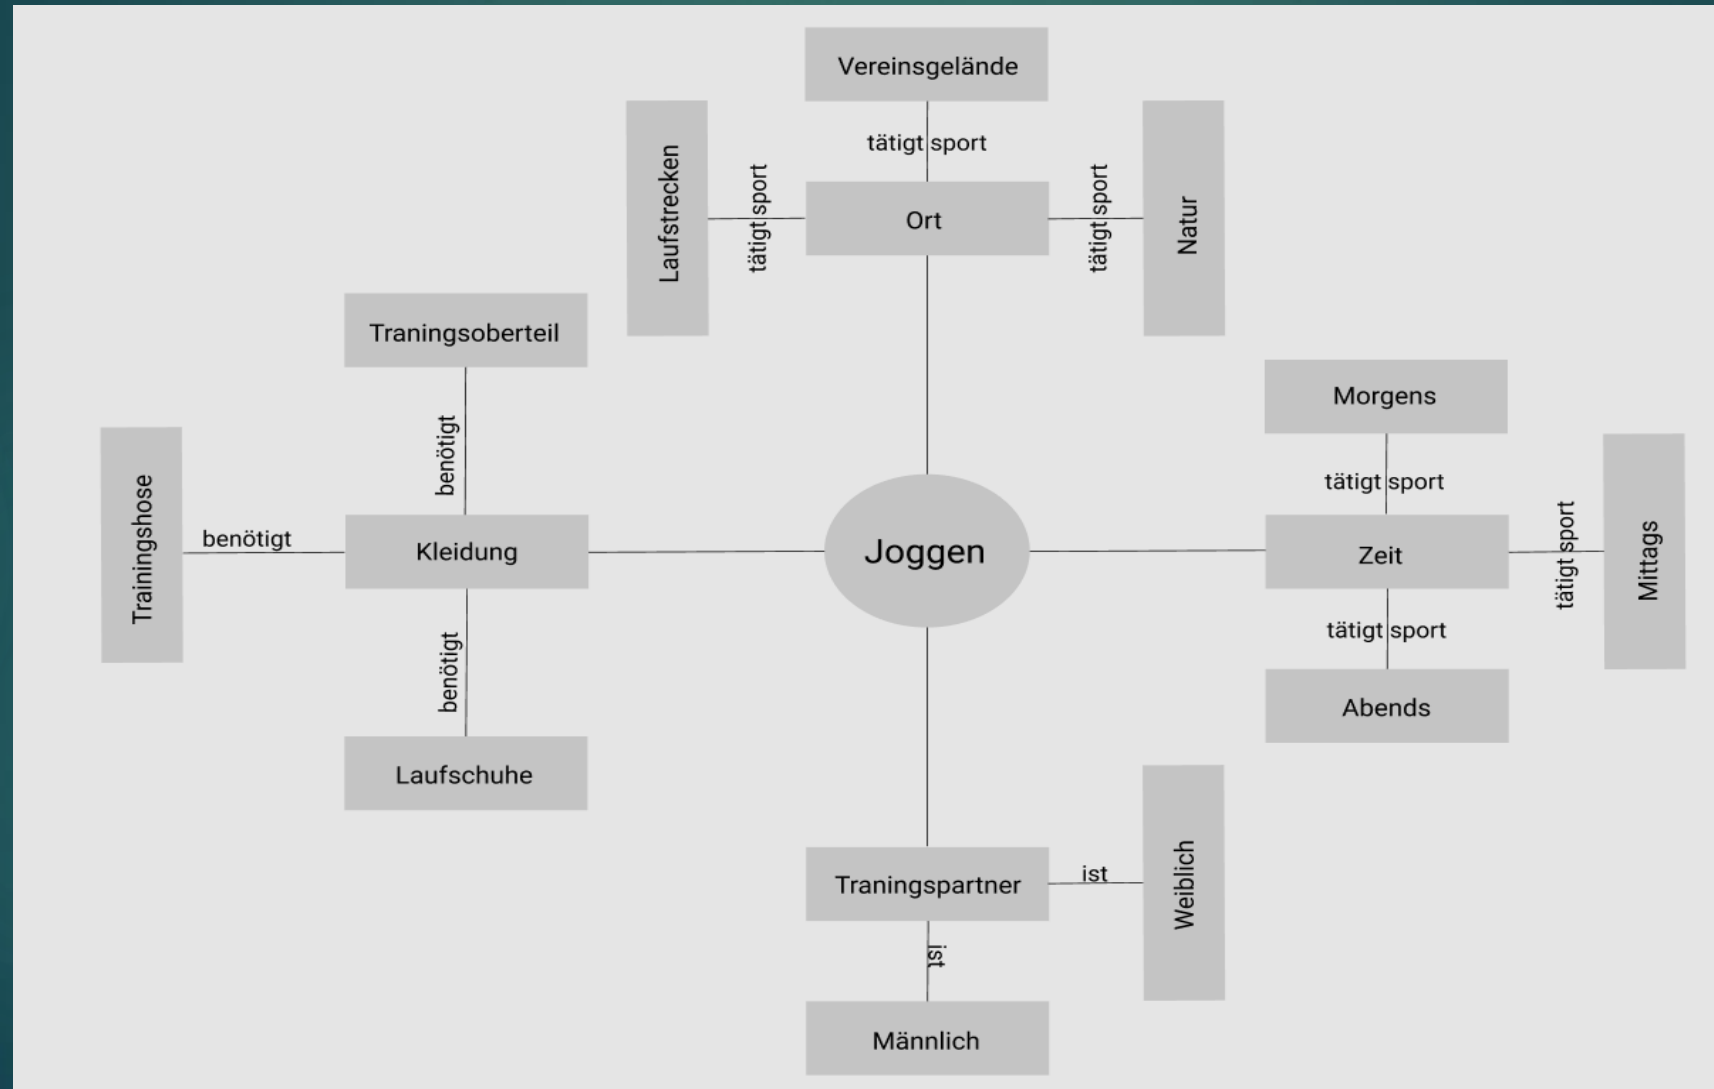 Vereinsgelände
tätigt sport
Laufstrecken
tätigt sport
Ort
tätigt sport
Natur
Traningsoberteil
benötigt
Trainingshose
benötigt
Kleidung
benötigt
Laufschuhe
Joggen
Morgens
tätigt sport
Zeit
tätigt sport
Mittags
tätigt sport
Abends
Traningspartner
ist
Weiblich
ist
Männlich